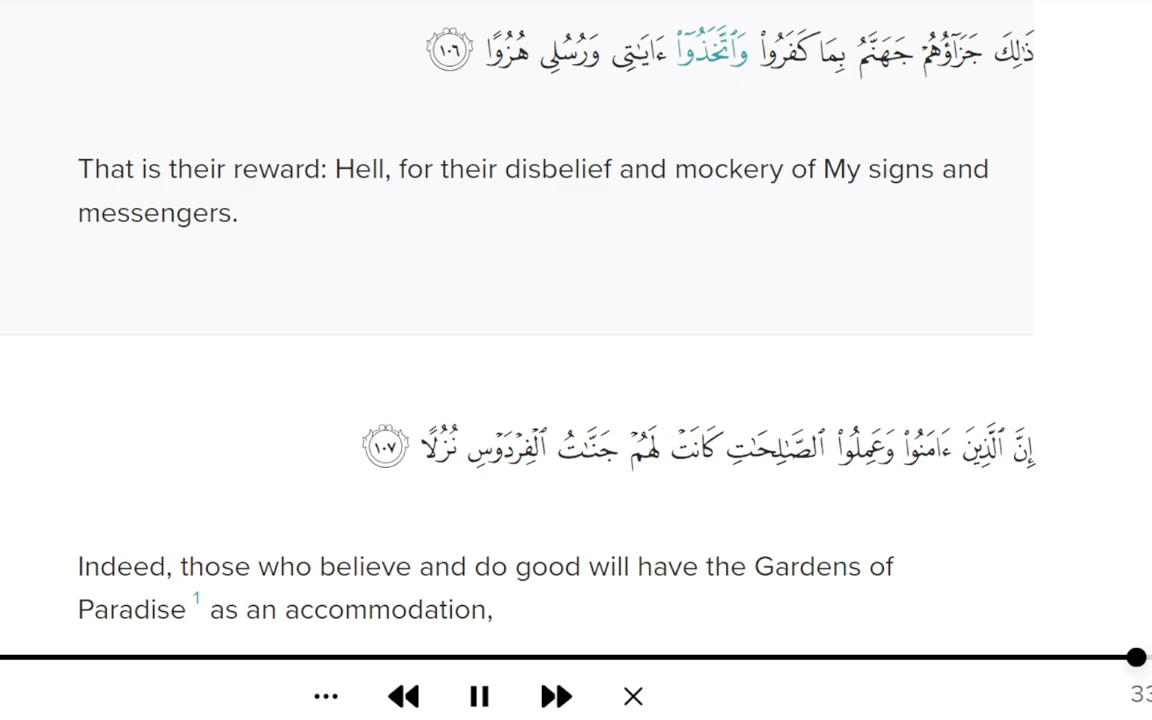 ذَٰلِكَ جَزَآؤُهُمْ جَهَنَّمُ بِمَا كَفَرُوا۟ وَٱتَّخَذُوٓا۟ ءَايَـٰتِى وَرُسُلِى هُزُوًا ١٠٦
That is their reward: Hell, for their disbelief and mockery of My signs and
messengers.
إِنَّ ٱلَّذِينَ ءَامَنُوا۟ وَعَمِلُوا۟ ٱلصَّـٰلِحَـٰتِ كَانَتْ لَهُمْ جَنَّـٰتُ ٱلْفِرْدَوْسِ نُزُلًا ١٠٧
Indeed, those who believe and do good will have the Gardens of
Paradise 1 as an accommodation,